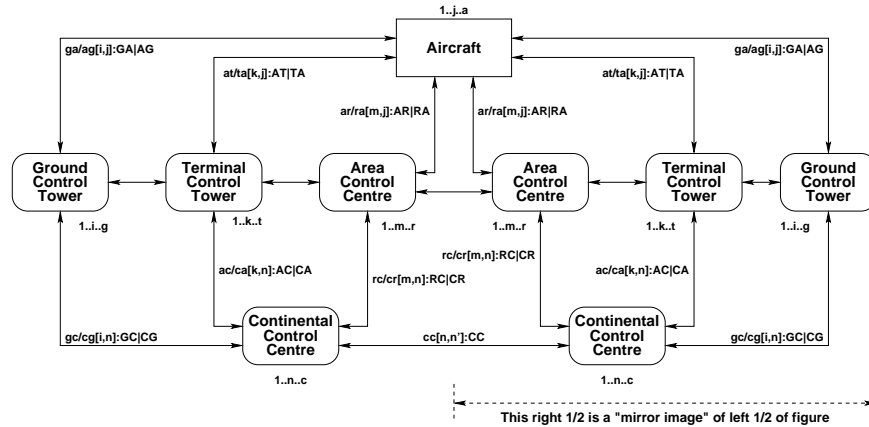 1..j..a
Aircraft
ga/ag[i,j]:GA|AG
ga/ag[i,j]:GA|AG
at/ta[k,j]:AT|TA
at/ta[k,j]:AT|TA
ar/ra[m,j]:AR|RA
ar/ra[m,j]:AR|RA
Ground
Control
Tower
Terminal
Control
Tower
Area
Control
Centre
Area
Control
Centre
Terminal
Control
Tower
Ground
Control
Tower
1..i..g
1..k..t
1..m..r
1..m..r
1..k..t
1..i..g
rc/cr[m,n]:RC|CR
ac/ca[k,n]:AC|CA
rc/cr[m,n]:RC|CR
ac/ca[k,n]:AC|CA
Continental
Control
Centre
Continental
Control
Centre
gc/cg[i,n]:GC|CG
cc[n,n']:CC
gc/cg[i,n]:GC|CG
1..n..c
1..n..c
This right 1/2 is a "mirror image" of left 1/2 of figure